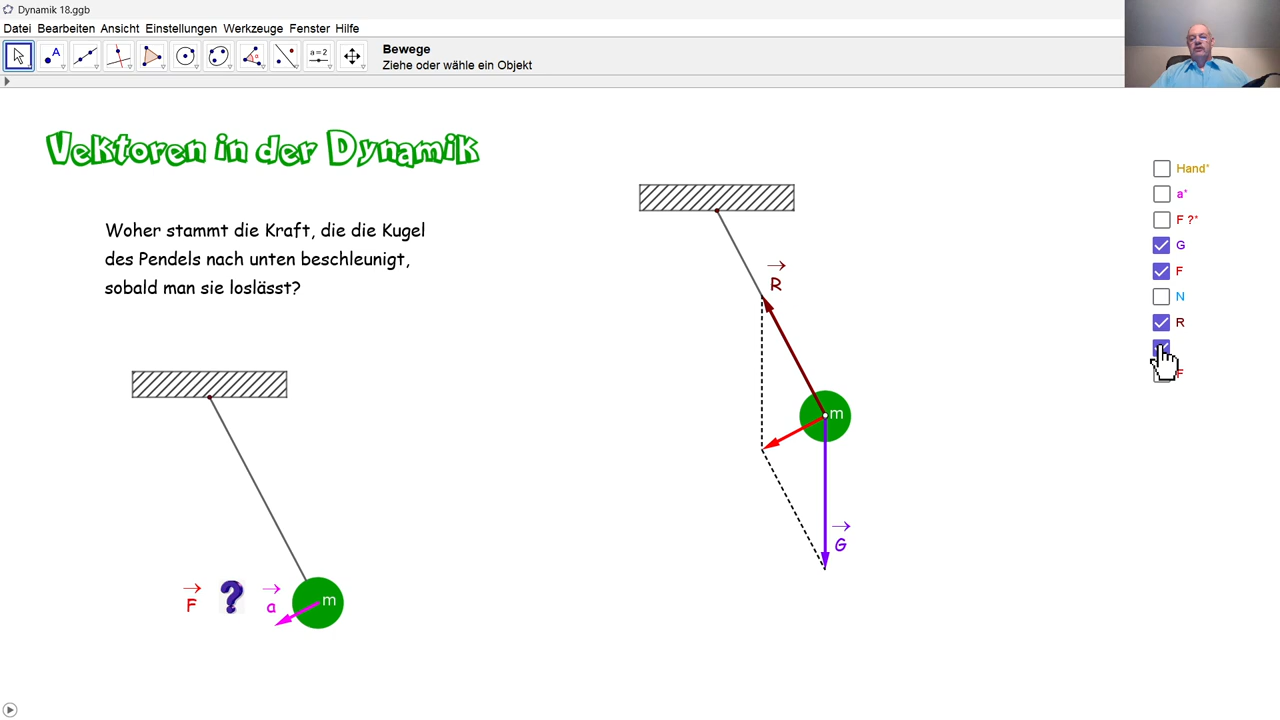 Dynamik 18.ggb
Datei Bearbeiten Ansicht Einstellungen Werkzeuge Fenster Hilfe
A
a=2
Bewege
Ziehe oder wähle ein Objekt
Vektoren in der Dynamik
Woher stammt die Kraft, die die Kugel
des Pendels nach unten beschleunigt,
sobald man sie loslässt?
F ? a m
R
m
G
Hand*
a*
F ?*
G
F
N
R
F